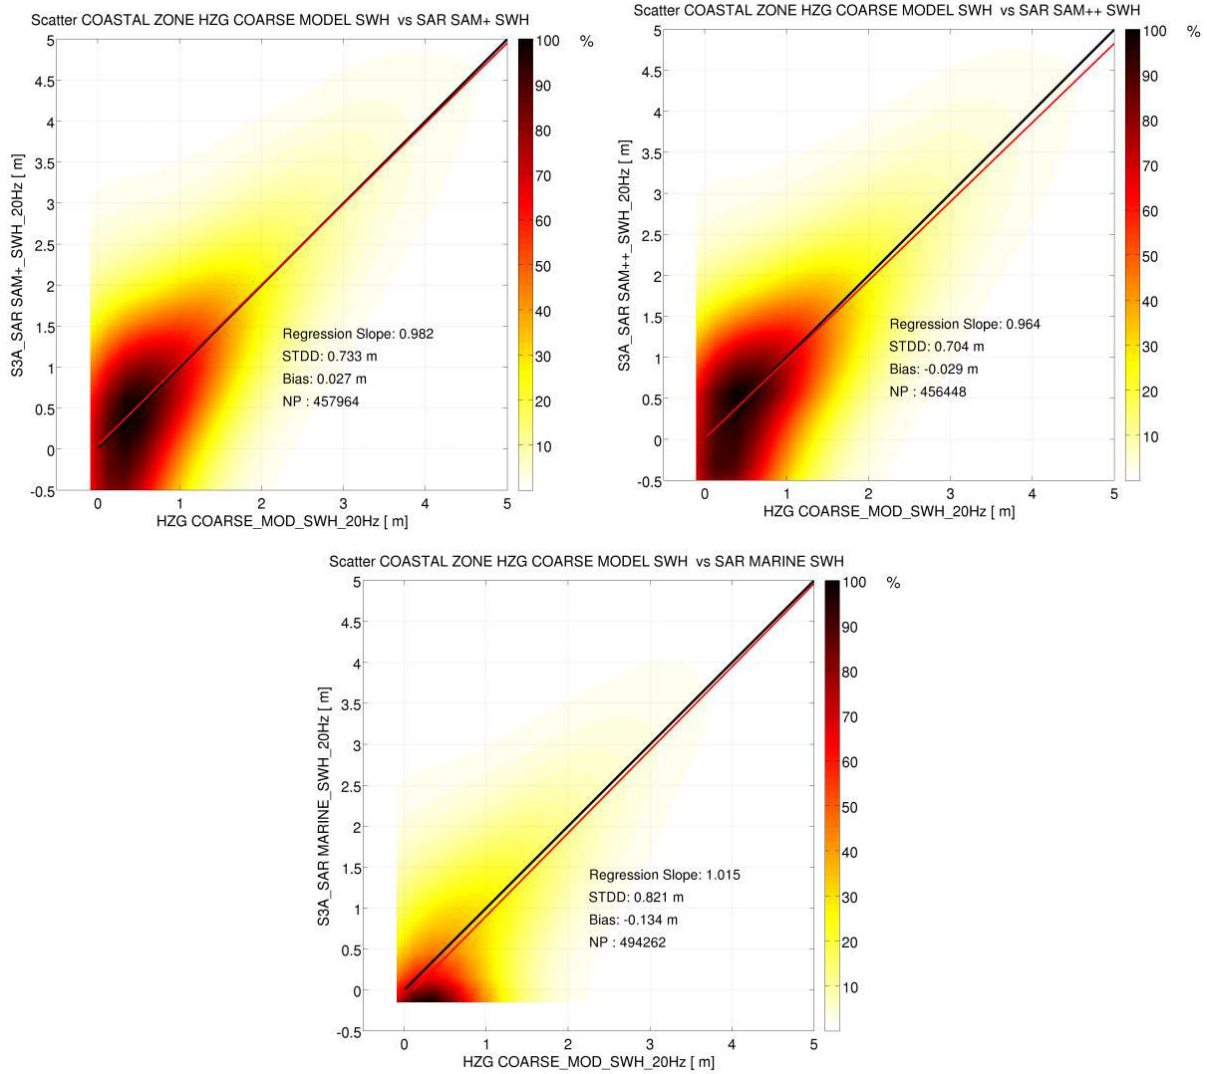 Scatter COASTAL ZONE HZG COARSE MODEL SWH vs SAR SAM+ SWH
5
4.5
4
3.5
3
2.5
2
1.5
1
0.5
0
-0.5
S3A_SAR SAM+_SWH_20Hz [ m]
Regression Slope: 0.982
STDD: 0.733 m
Bias: 0.027 m
NP : 457964
0 1 2 3 4 5
HZG COARSE_MOD_SWH_20Hz [ m]
100 %
90
80
70
60
50
40
30
20
10
Scatter COASTAL ZONE HZG COARSE MODEL SWH vs SAR SAM++ SWH
5
4.5
4
3.5
3
2.5
2
1.5
1
0.5
0
-0.5
S3A_SAR SAM++_SWH_20Hz [ m]
Regression Slope: 0.964
STDD: 0.704 m
Bias: -0.029 m
NP : 456448
0 1 2 3 4 5
HZG COARSE_MOD_SWH_20Hz [ m]
100 %
90
80
70
60
50
40
30
20
10
Scatter COASTAL ZONE HZG COARSE MODEL SWH vs SAR MARINE SWH
5
4.5
4
3.5
3
2.5
2
1.5
1
0.5
0
-0.5
S3A_SAR MARINE_SWH_20Hz [ m]
Regression Slope: 1.015
STDD: 0.821 m
Bias: -0.134 m
NP : 494262
0 1 2 3 4 5
HZG COARSE_MOD_SWH_20Hz [ m]
100 %
90
80
70
60
50
40
30
20
10